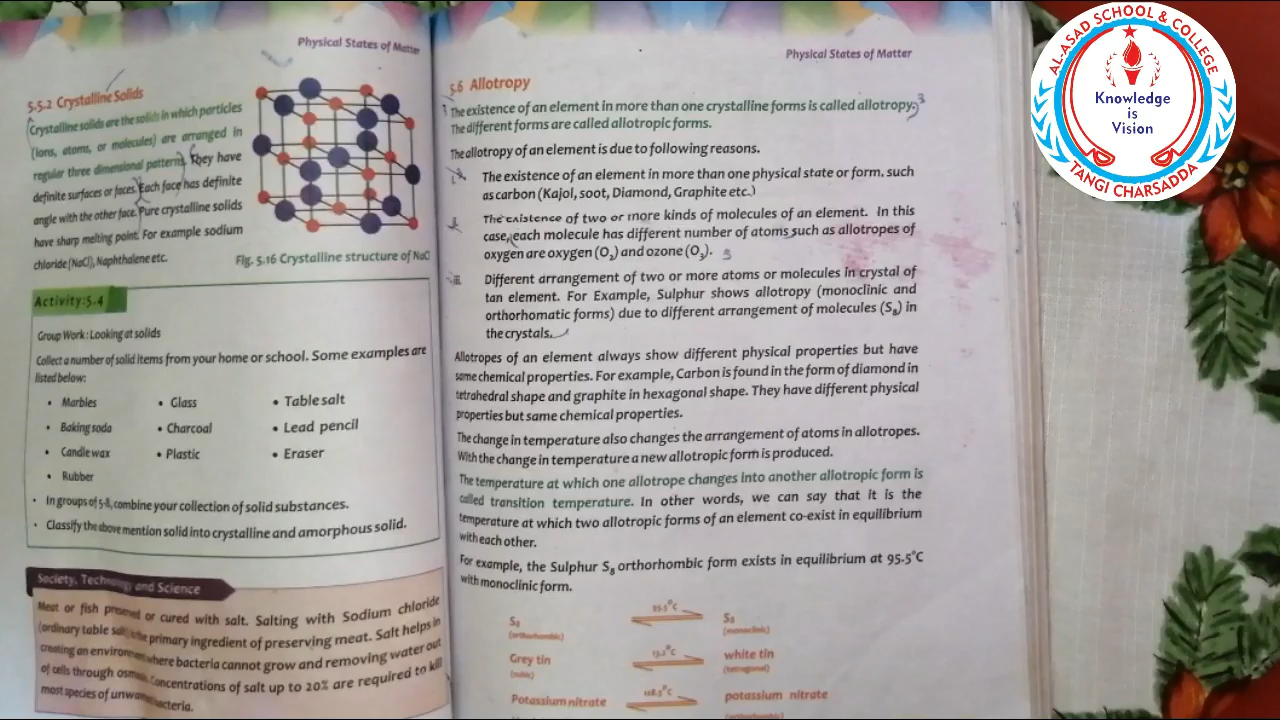 Physical States of Matter
5.5.2 Crystalline Solids
Crystalline solids are the solids in which particles
(ions, atoms, or molecules) are arranged in
regular three dimensional pattern. They have
definite surfaces or faces. Each face has definite
angle with the other face. Pure crystalline solids
have sharp melting point. For example sodium
chloride (NaCl), Naphthalene etc.
Fig. 5.16 Crystalline structure of NaCl
Activity:5.4
Group Work : Looking at solids
Collect a number of solid items from your home or school. Some examples are
listed below:
• Marbles • Glass • Table salt
• Baking soda • Charcoal • Lead pencil
• Candle wax • Plastic • Eraser
• Rubber
• In groups of 5-8, combine your collection of solid substances.
• Classify the above mention solid into crystalline and amorphous solid.
Society, Technology and Science
Meat or fish preserved or cured with salt. Salting with Sodium chloride
(ordinary table salt) is the primary ingredient of preserving meat. Salt helps in
creating an environment where bacteria cannot grow and removing water out
of cells through osmosis. Concentrations of salt up to 20% are required to kill
most species of unwanted bacteria.
Physical States of Matter
5.6 Allotropy
The existence of an element in more than one crystalline forms is called allotropy.
The different forms are called allotropic forms.
The allotropy of an element is due to following reasons.
The existence of an element in more than one physical state or form, such
as carbon (Kajol, soot, Diamond, Graphite etc.)
The existence of two or more kinds of molecules of an element. In this
case, each molecule has different number of atoms such as allotropes of
oxygen are oxygen (O₂) and ozone (O₃).
iii Different arrangement of two or more atoms or molecules in crystal of
tan element. For Example, Sulphur shows allotropy (monoclinic and
orthorhomatic forms) due to different arrangement of molecules (S₈) in
the crystals.
Allotropes of an element always show different physical properties but have
same chemical properties. For example, Carbon is found in the form of diamond in
tetrahedral shape and graphite in hexagonal shape. They have different physical
properties but same chemical properties.
The change in temperature also changes the arrangement of atoms in allotropes.
With the change in temperature a new allotropic form is produced.
The temperature at which one allotrope changes into another allotropic form is
called transition temperature. In other words, we can say that it is the
temperature at which two allotropic forms of an element co-exist in equilibrium
with each other.
For example, the Sulphur S₈ orthorhombic form exists in equilibrium at 95.5°C
with monoclinic form.
S₈ 95.5°C S₈
(orthorhombic) (monoclinic)
Grey tin 13.2°C white tin
(cubic) (tetragonal)
Potassium nitrate 128.5°C potassium nitrate
(orthorhombic)
AL-ASAD SCHOOL & COLLEGE
Knowledge
is
Vision
TANGI CHARSADDA